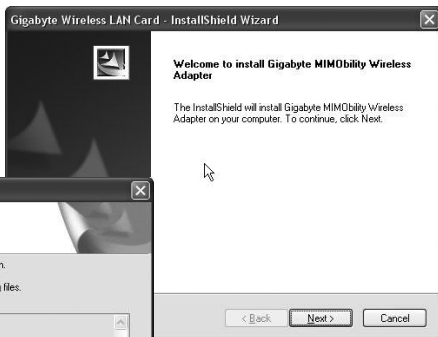 Gigabyte Wireless LAN Card - InstallShield Wizard
Welcome to install Gigabyte MIMObility Wireless
Adapter
The InstallShield will install Gigabyte MIMObility Wireless
Adapter on your computer. To continue, click Next.
files.
< Back
Next >
Cancel